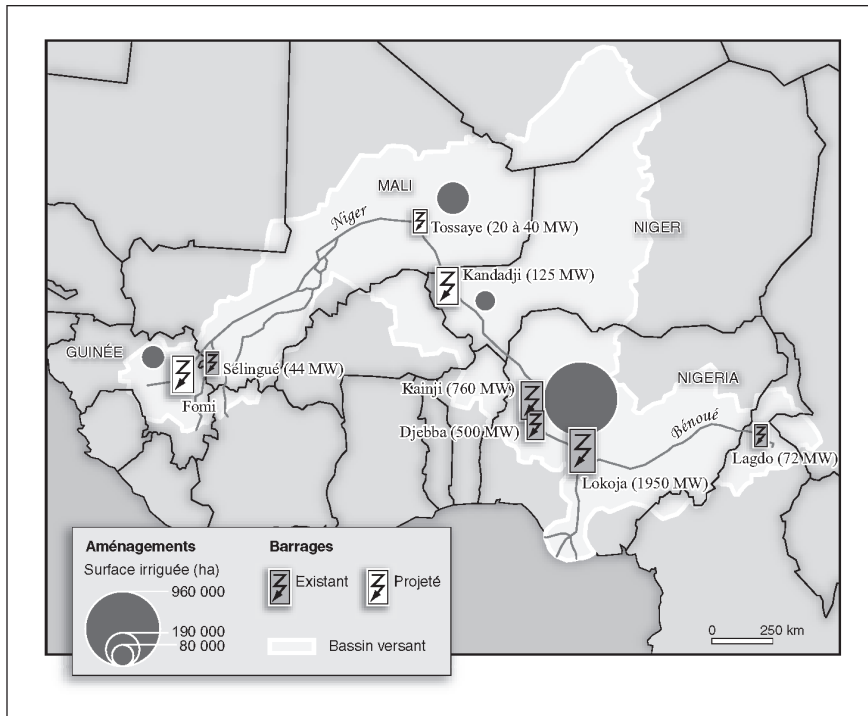 MALI
Niger
Tossaye (20 à 40 MW)
NIGER
Kandadji (125 MW)
GUINÉE
Sélingué (44 MW)
Fomi
Kainji (760 MW)
NIGERIA
Djebba (500 MW)
Bénoué
Lagdo (72 MW)
Lokoja (1950 MW)
Aménagements
Surface irriguée (ha)
960 000
190 000
80 000
Barrages
Existant
Projeté
Bassin versant
0 250 km